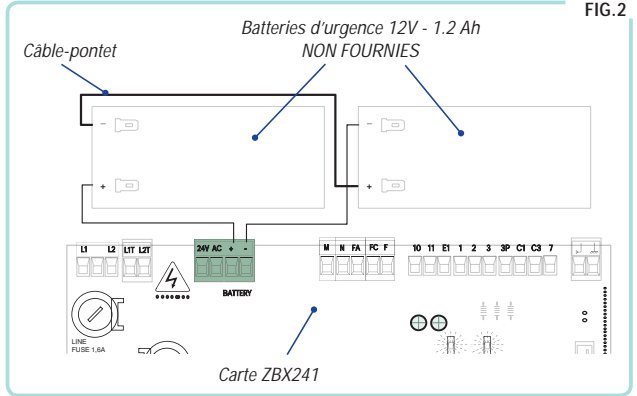 FIG.2
Batteries d’urgence 12V - 1.2 Ah
NON FOURNIES
Câble-pontet
- -
+ +
L1 L2 L1T L2T 24V AC + - M N FA FC F 10 11 E1 1 2 3 3P C1 C3 7
BATTERY
LINE
FUSE 1,6A
Carte ZBX241